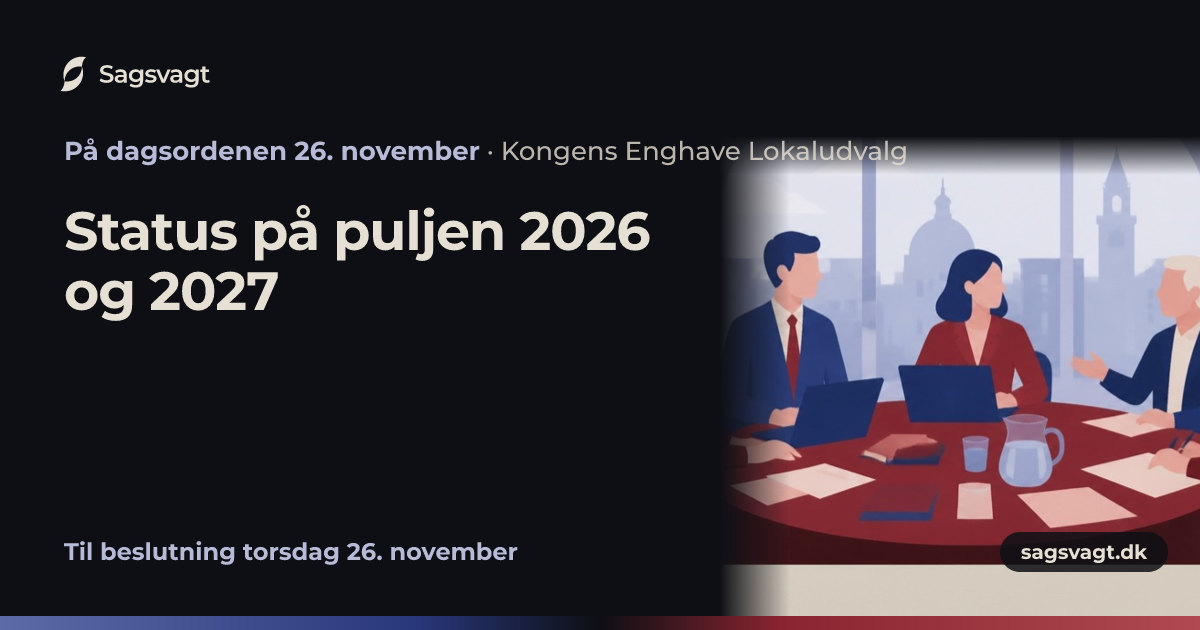 Sagsvagt
På dagsordenen 26. november · Kongens Enghave Lokaludvalg
Status på puljen 2026
og 2027
Til beslutning torsdag 26. november
sagsvagt.dk